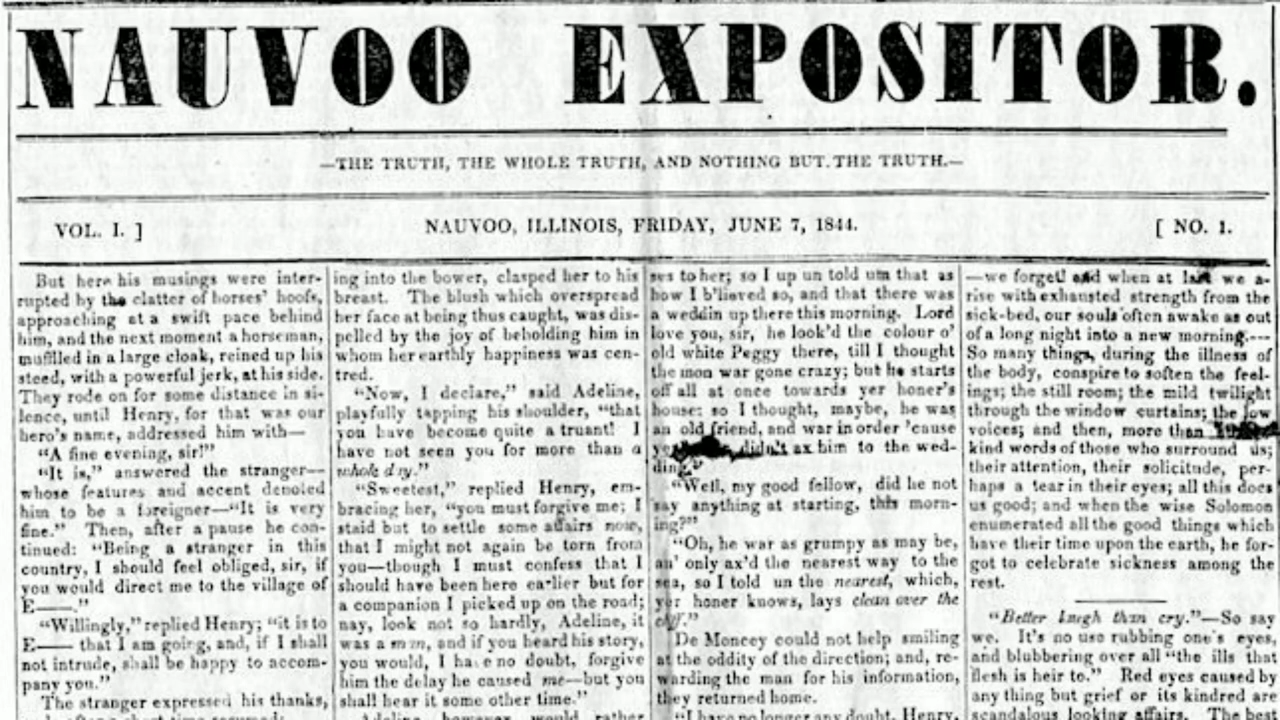 NAUVOO EXPOSITOR.
—THE TRUTH, THE WHOLE TRUTH, AND NOTHING BUT THE TRUTH.—
VOL. I. ]
NAUVOO, ILLINOIS, FRIDAY, JUNE 7, 1844.
[ NO. 1.
But here his musings were inter-
rupted by the clatter of horses' hoofs,
approaching at a swift pace behind
him, and the next moment a horseman,
muffled in a large cloak, reined up his
steed, with a powerful jerk, at his side.
They rode on for some distance in si-
lence, until Henry, for that was our
hero's name, addressed him with—
"A fine evening, sir!"
"It is," answered the stranger—
whose features and accent denoted
him to be a foreigner—"It is very
fine." Then, after a pause he con-
tinued: "Being a stranger in this
country, I should feel obliged, sir, if
you would direct me to the village of
E——."
"Willingly," replied Henry; "it is to
E—— that I am going, and, if I shall
not intrude, shall be happy to accom-
pany you."
The stranger expressed his thanks,
ing into the bower, clasped her to his
breast. The blush which overspread
her face at being thus caught, was dis-
pelled by the joy of beholding him in
whom her earthly happiness was cen-
tred.
"Now, I declare," said Adeline,
playfully tapping his shoulder, "that
you have become quite a truant! I
have not seen you for more than a
whole day."
"Sweetest," replied Henry, em-
bracing her, "you must forgive me; I
staid but to settle some affairs now,
that I might not again be torn from
you—though I must confess that I
should have been here earlier but for
a companion I picked up on the road;
nay, look not so hardly, Adeline, it
was a man, and if you heard his story,
you would, I have no doubt, forgive
him the delay he caused me—but you
shall hear it some other time."
Adeline, however, would rather
ses to her; so I up un told um that as
how I b'lieved so, and that there was
a weddin up there this morning. Lord
love you, sir, he look'd the colour o'
old white Peggy there, till I thought
the mon war gone crazy; but he starts
off all at once towards yer honer's
house: so I thought, maybe, he was
an old friend, and war in order 'cause
didn't ax him to the wed-
ding."
"Well, my good fellow, did he not
say anything at starting, this morn-
ing?"
"Oh, he war as grumpy as may be,
an' only ax'd the nearest way to the
sea, so I told un the nearest, which,
yer honer knows, lays clean over the
cliff."
De Moncey could not help smiling
at the oddity of the direction; and, re-
warding the man for his information,
they returned home.
"I have no longer any doubt, Henry,
—we forget! and when at last we a-
rise with exhausted strength from the
sick-bed, our souls often awake as out
of a long night into a new morning.—
So many things, during the illness of
the body, conspire to soften the feel-
ings; the still room; the mild twilight
through the window curtains; the low
voices; and then, more than
kind words of those who surround us;
their attention, their solicitude, per-
haps a tear in their eyes; all this does
us good; and when the wise Solomon
enumerated all the good things which
have their time upon the earth, he for-
got to celebrate sickness among the
rest.
"Better laugh than cry."—So say
we. It's no use rubbing one's eyes,
and blubbering over all "the ills that
flesh is heir to." Red eyes caused by
any thing but grief or its kindred are
scandalous looking affairs. The best